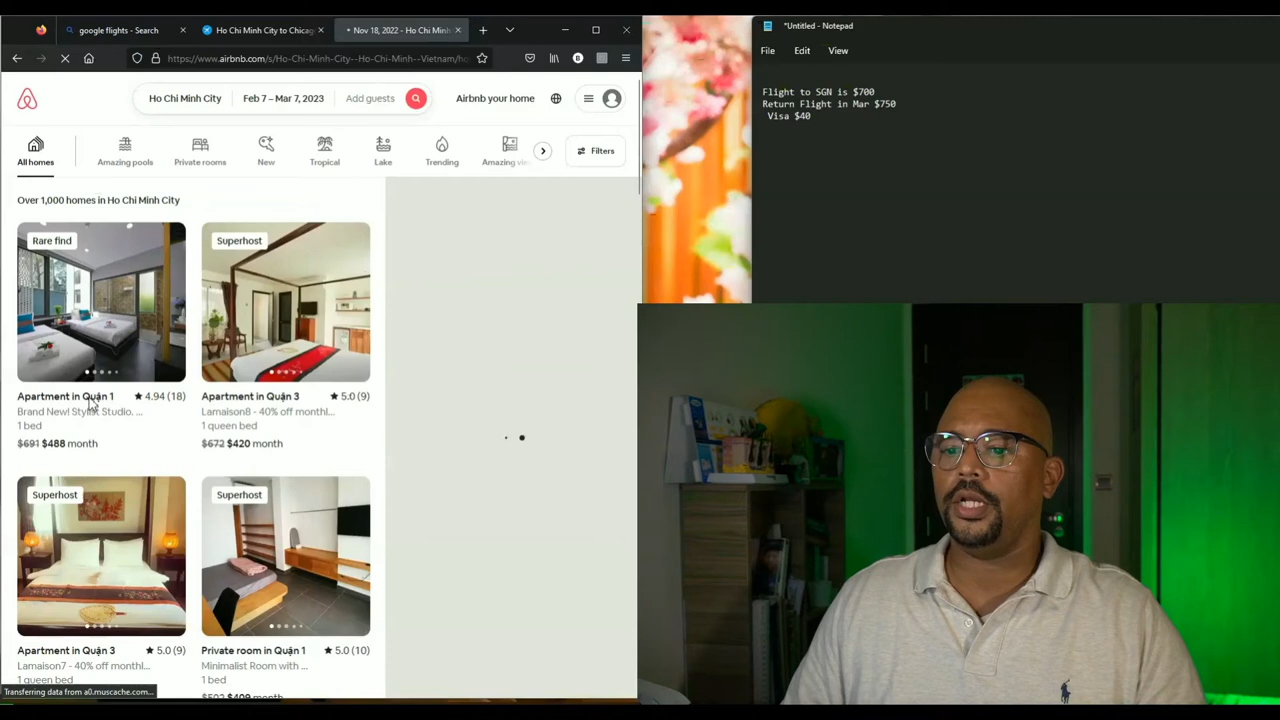 google flights - Search
Ho Chi Minh City to Chicag
Nov 18, 2022 - Ho Chi Minh
https://www.airbnb.com/s/Ho-Chi-Minh-City--Ho-Chi-Minh--Vietnam/ho
Ho Chi Minh City
Feb 7 – Mar 7, 2023
Add guests
Airbnb your home
All homes
Amazing pools
Private rooms
New
Tropical
Lake
Trending
Amazing vie
Filters
Over 1,000 homes in Ho Chi Minh City
Rare find
Superhost
Apartment in Quận 1 4.94 (18)
Brand New! Stylist Studio. ...
1 bed
$691 $488 month
Apartment in Quận 3 5.0 (9)
Lamaison8 - 40% off monthl...
1 queen bed
$672 $420 month
Superhost
Superhost
Apartment in Quận 3 5.0 (9)
Lamaison7 - 40% off monthl...
1 queen bed
Private room in Quận 1 5.0 (10)
Minimalist Room with ...
1 bed
$502 $409 month
Transferring data from a0.muscache.com...
*Untitled - Notepad
File Edit View
Flight to SGN is $700
Return Flight in Mar $750
Visa $40